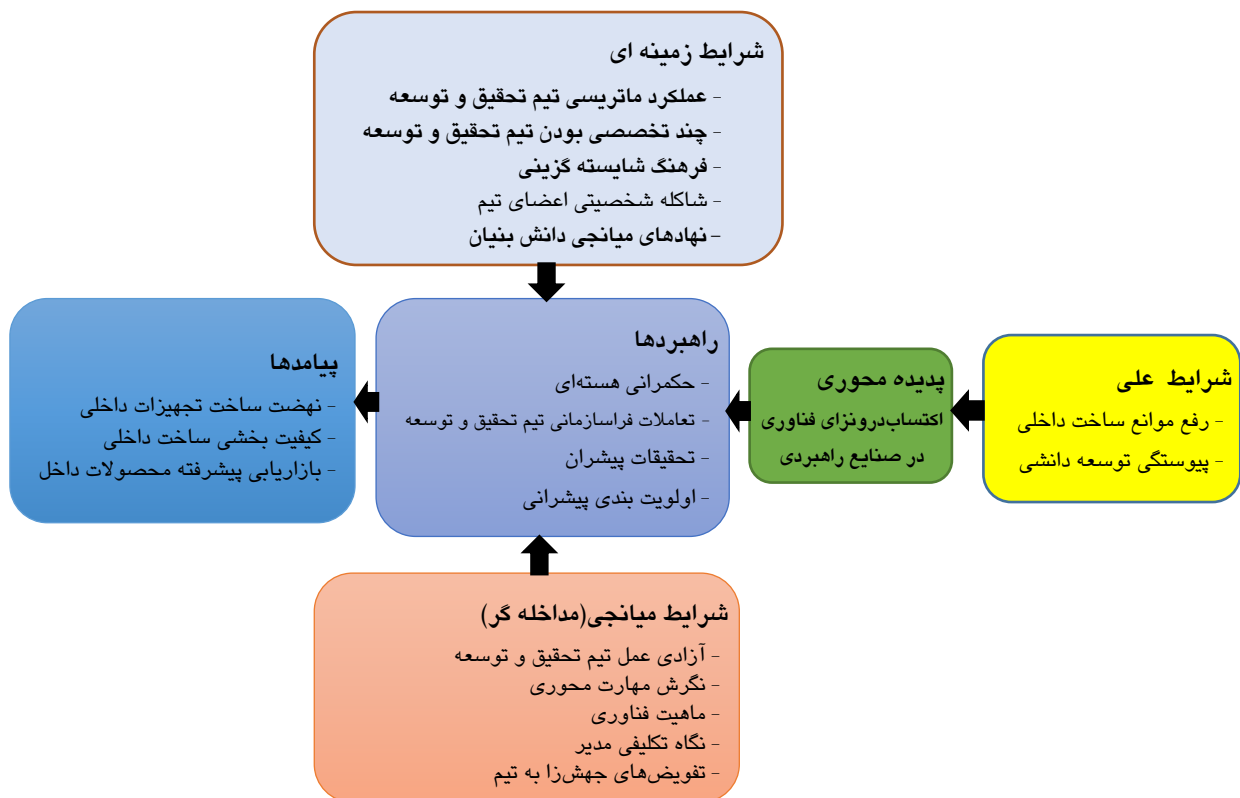 شرایط زمینه ای
- عملکرد ماتریسی تیم تحقیق و توسعه
- چند تخصصی بودن تیم تحقیق و توسعه
- فرهنگ شایسته گزینی
- شاکله شخصیتی اعضای تیم
- نهادهای میانجی دانش بنیان
شرایط علی
- رفع موانع ساخت داخلی
- پیوستگی توسعه دانشی
پدیده محوری
اکتساب‌درونزای فناوری
در صنایع راهبردی
راهبردها
- حکمرانی هسته‌ای
- تعاملات فراسازمانی تیم تحقیق و توسعه
- تحقیقات پیشران
- اولویت بندی پیشرانی
پیامدها
- نهضت ساخت تجهیزات داخلی
- کیفیت بخشی ساخت داخلی
- بازاریابی پیشرفته محصولات داخل
شرایط میانجی(مداخله گر)
- آزادی عمل تیم تحقیق و توسعه
- نگرش مهارت محوری
- ماهیت فناوری
- نگاه تکلیفی مدیر
- تفویض‌های جهش‌زا به تیم